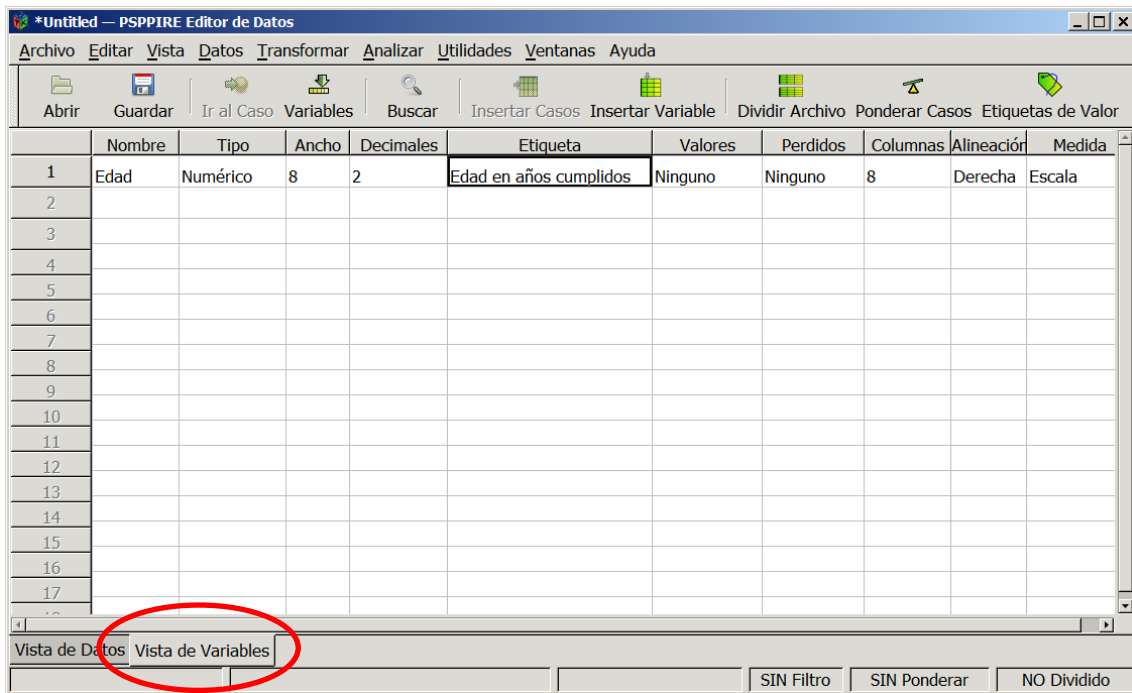 *Untitled — PSPPIRE Editor de Datos
Archivo Editar Vista Datos Transformar Analizar Utilidades Ventanas Ayuda
Abrir Guardar Ir al Caso Variables Buscar Insertar Casos Insertar Variable Dividir Archivo Ponderar Casos Etiquetas de Valor
Nombre Tipo Ancho Decimales Etiqueta Valores Perdidos Columnas Alineación Medida
1 Edad Numérico 8 2 Edad en años cumplidos Ninguno Ninguno 8 Derecha Escala
2
3
4
5
6
7
8
9
10
11
12
13
14
15
16
17
Vista de Datos Vista de Variables
SIN Filtro SIN Ponderar NO Dividido